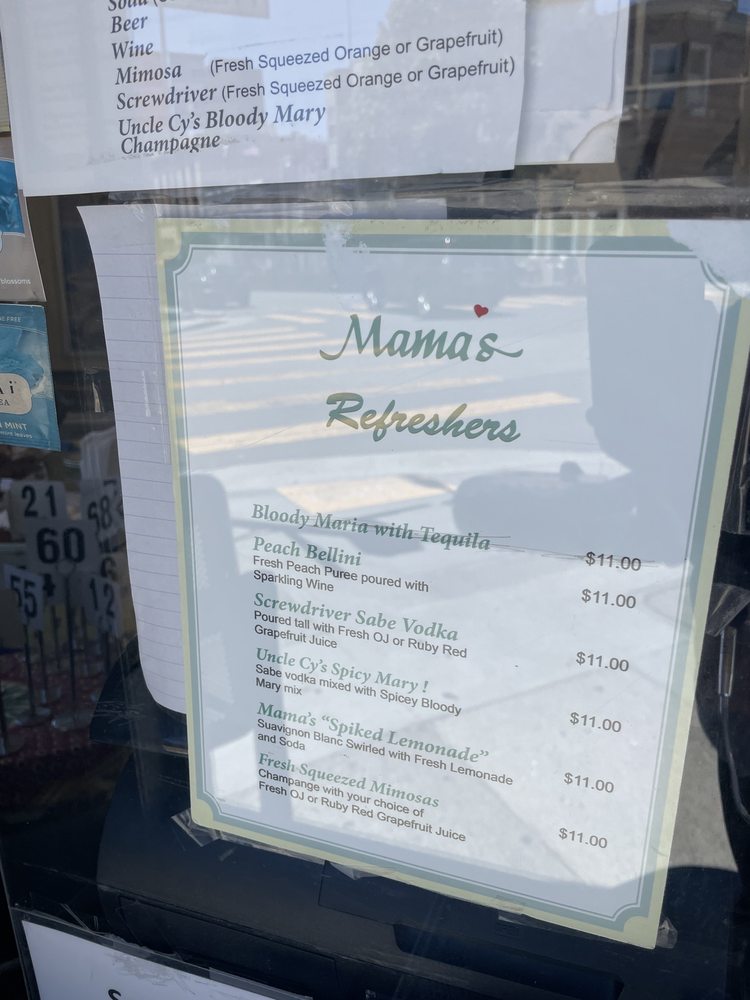 Soda
Beer
Wine
Mimosa (Fresh Squeezed Orange or Grapefruit)
Screwdriver (Fresh Squeezed Orange or Grapefruit)
Uncle Cy's Bloody Mary
Champagne
blossoms
Mama's
Refreshers
Bloody Maria with Tequila $11.00
Peach Bellini $11.00
Fresh Peach Puree poured with
Sparkling Wine
Screwdriver Sabe Vodka $11.00
Poured tall with Fresh OJ or Ruby Red
Grapefruit Juice
Uncle Cy's Spicy Mary ! $11.00
Sabe vodka mixed with Spicey Bloody
Mary mix
Mama's "Spiked Lemonade" $11.00
Suavignon Blanc Swirled with Fresh Lemonade
and Soda
Fresh Squeezed Mimosas $11.00
Champange with your choice of
Fresh OJ or Ruby Red Grapefruit Juice
MINT
21
68
60
55
12